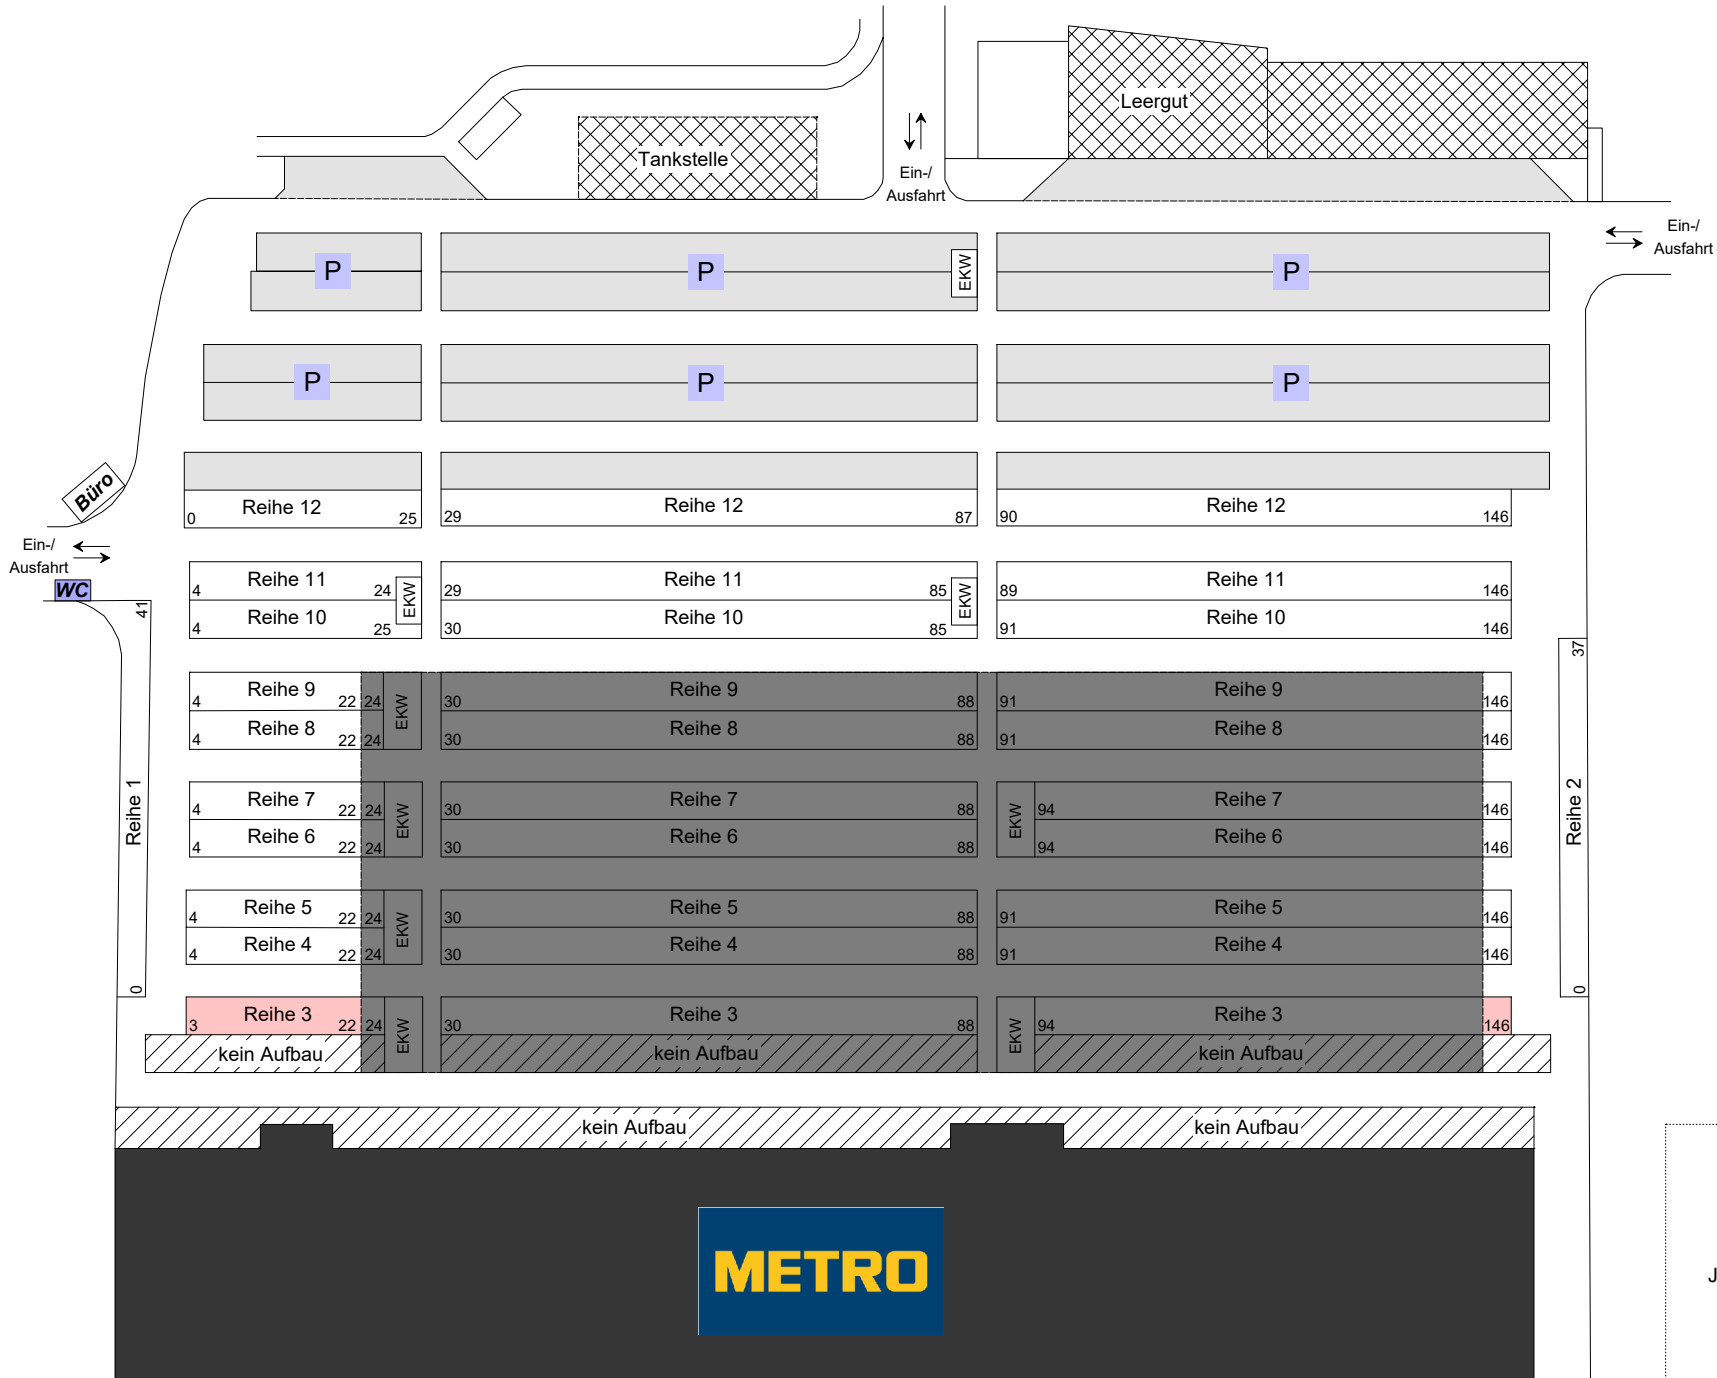 Leergut
Tankstelle
Ein-/
Ausfahrt
Ein-/
Ausfahrt
P
P
EKW
P
P
P
P
Büro
Reihe 12
0 25
Reihe 12
29 87
Reihe 12
90 146
Ein-/
Ausfahrt
WC
Reihe 11
4 24
EKW
Reihe 11
29 85
EKW
Reihe 11
89 146
Reihe 10
4 25
Reihe 10
30 85
Reihe 10
91 146
41
Reihe 1
0
37
Reihe 2
0
Reihe 9
4 22 24
EKW
Reihe 9
30 88
Reihe 9
91 146
Reihe 8
4 22 24
Reihe 8
30 88
Reihe 8
91 146
Reihe 7
4 22 24
EKW
Reihe 7
30 88
EKW
Reihe 7
94 146
Reihe 6
4 22 24
Reihe 6
30 88
Reihe 6
94 146
Reihe 5
4 22 24
EKW
Reihe 5
30 88
Reihe 5
91 146
Reihe 4
4 22 24
Reihe 4
30 88
Reihe 4
91 146
Reihe 3
3 22 24
EKW
Reihe 3
30 88
EKW
Reihe 3
94 146
kein Aufbau
kein Aufbau
kein Aufbau
kein Aufbau
kein Aufbau
METRO
J